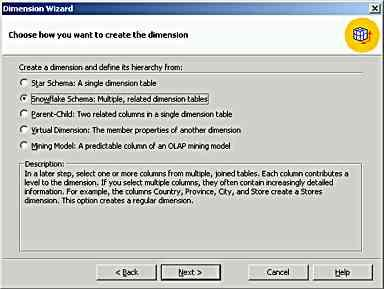 Dimension Wizard
Choose how you want to create the dimension
Create a dimension and define its hierarchy from:
Star Schema: A single dimension table
Snowflake Schema: Multiple, related dimension tables
Parent-Child: Two related columns in a single dimension table
Virtual Dimension: The member properties of another dimension
Mining Model: A predictable column of an OLAP mining model
Description:
In a later step, select one or more columns from multiple, joined tables. Each column contributes a
level to the dimension. If you select multiple columns, they often contain increasingly detailed
information. For example, the columns Country, Province, City, and Store create a Stores
dimension. This option creates a regular dimension.
< Back
Next >
Cancel
Help